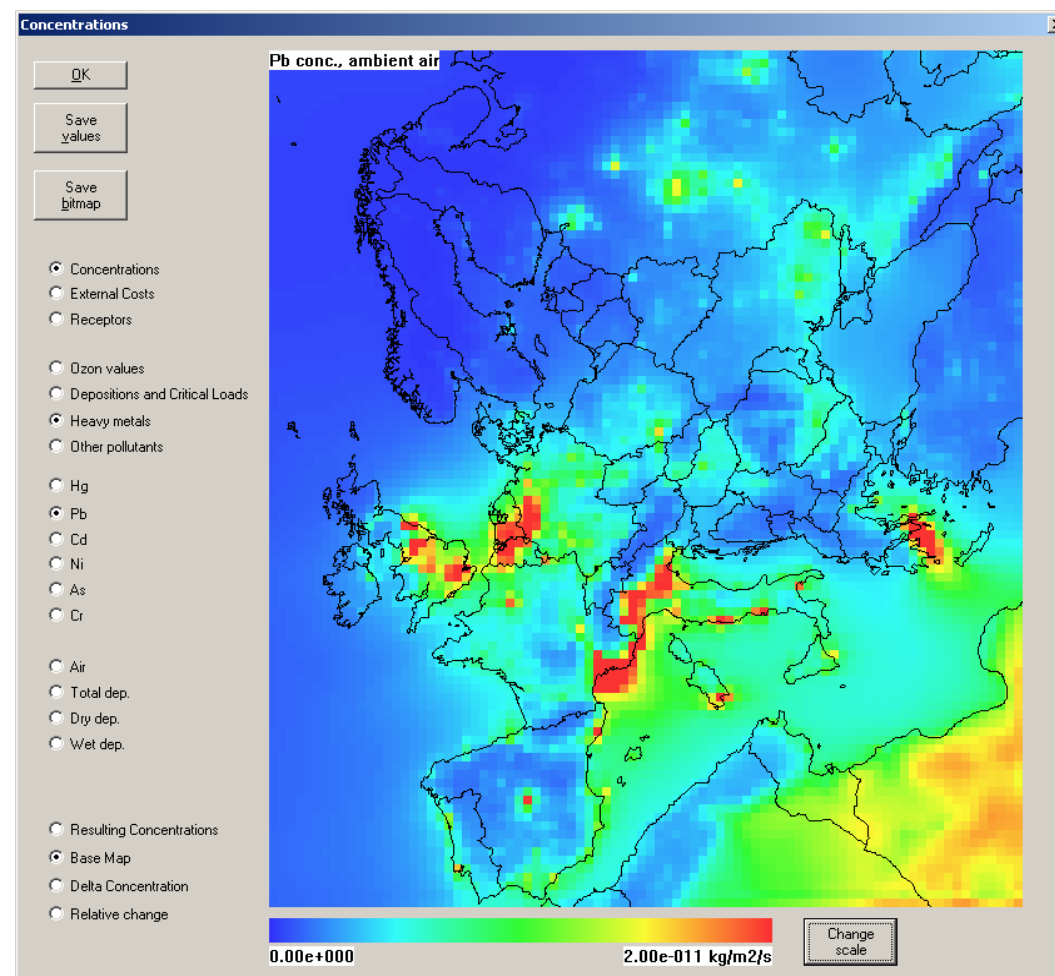 Concentrations
Pb conc., ambient air
OK
Save
values
Save
bitmap
Concentrations
External Costs
Receptors
Ozon values
Depositions and Critical Loads
Heavy metals
Other pollutants
Hg
Pb
Cd
Ni
As
Cr
Air
Total dep.
Dry dep.
Wet dep.
Resulting Concentrations
Base Map
Delta Concentration
Relative change
0.00e+000
2.00e-011 kg/m2/s
Change
scale